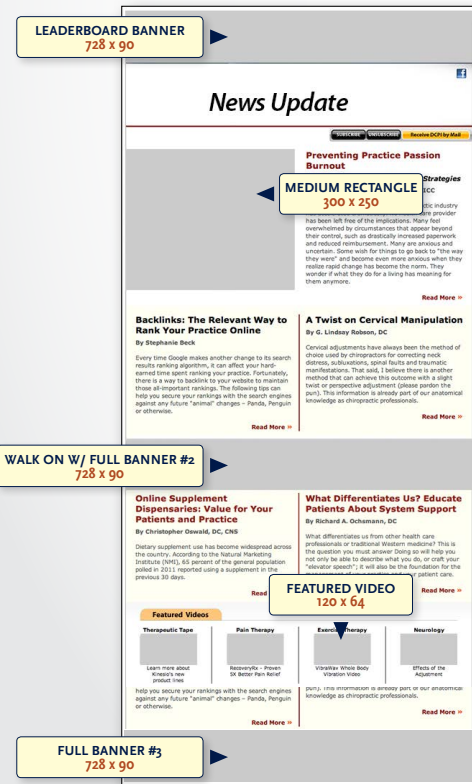 LEADERBOARD BANNER
728 x 90
News Update
SUBSCRIBE
UNSUBSCRIBE
Receive DCPI by Mail
Preventing Practice Passion
Burnout
Strategies
MEDIUM RECTANGLE
300 x 250
ICC
ctic industry
are provider
has been left free of the implications. Many feel
overwhelmed by circumstances that appear beyond
their control, such as drastically increased paperwork
and reduced reimbursement. Many are anxious and
uncertain. Some wish for things to go back to "the way
they were" and become even more anxious when they
realize rapid change has become the norm. They
wonder if what they do for a living has meaning for
them anymore.
Read More »
Backlinks: The Relevant Way to
Rank Your Practice Online
By Stephanie Beck
Every time Google makes another change to its search
results ranking algorithm, it can affect your hard-
earned time spent ranking your practice. Fortunately,
there is a way to backlink to your website to maintain
those all-important rankings. The following tips can
help you secure your rankings with the search engines
against any future "animal" changes – Panda, Penguin
or otherwise.
Read More »
A Twist on Cervical Manipulation
By G. Lindsay Robson, DC
Cervical adjustments have always been the method of
choice used by chiropractors for correcting neck
distress, subluxations, spinal faults and traumatic
manifestations. That said, I believe there is another
method that can achieve this outcome with a slight
twist or perspective adjustment (please pardon the
pun). This information is already part of our anatomical
knowledge as chiropractic professionals.
Read More »
WALK ON W/ FULL BANNER #2
728 x 90
Online Supplement
Dispensaries: Value for Your
Patients and Practice
By Christopher Oswald, DC, CNS
Dietary supplement use has become widespread across
the country. According to the Natural Marketing
Institute (NMI), 65 percent of the general population
polled in 2011 reported using a supplement in the
previous 30 days.
Read
What Differentiates Us? Educate
Patients About System Support
By Richard A. Ochsmann, DC
What differentiates us from other health care
professionals or traditional Western medicine? This is
the question you must answer Doing so will help you
not only be able to describe what you do, or craft your
"elevator speech"; it will also be the foundation for the
patient care.
Read More »
FEATURED VIDEO
120 x 64
Featured Videos
Therapeutic Tape
Pain Therapy
Exercise Therapy
Neurology
Learn more about
Kinesio's new
product lines
RecoveryRx - Proven
5X Better Pain Relief
VibraWav Whole Body
Vibration Video
Effects of the
Adjustment
help you secure your rankings with the search engines
against any future "animal" changes – Panda, Penguin
or otherwise.
Read More »
pun). This information is already part of our anatomical
knowledge as chiropractic professionals.
Read More »
FULL BANNER #3
728 x 90